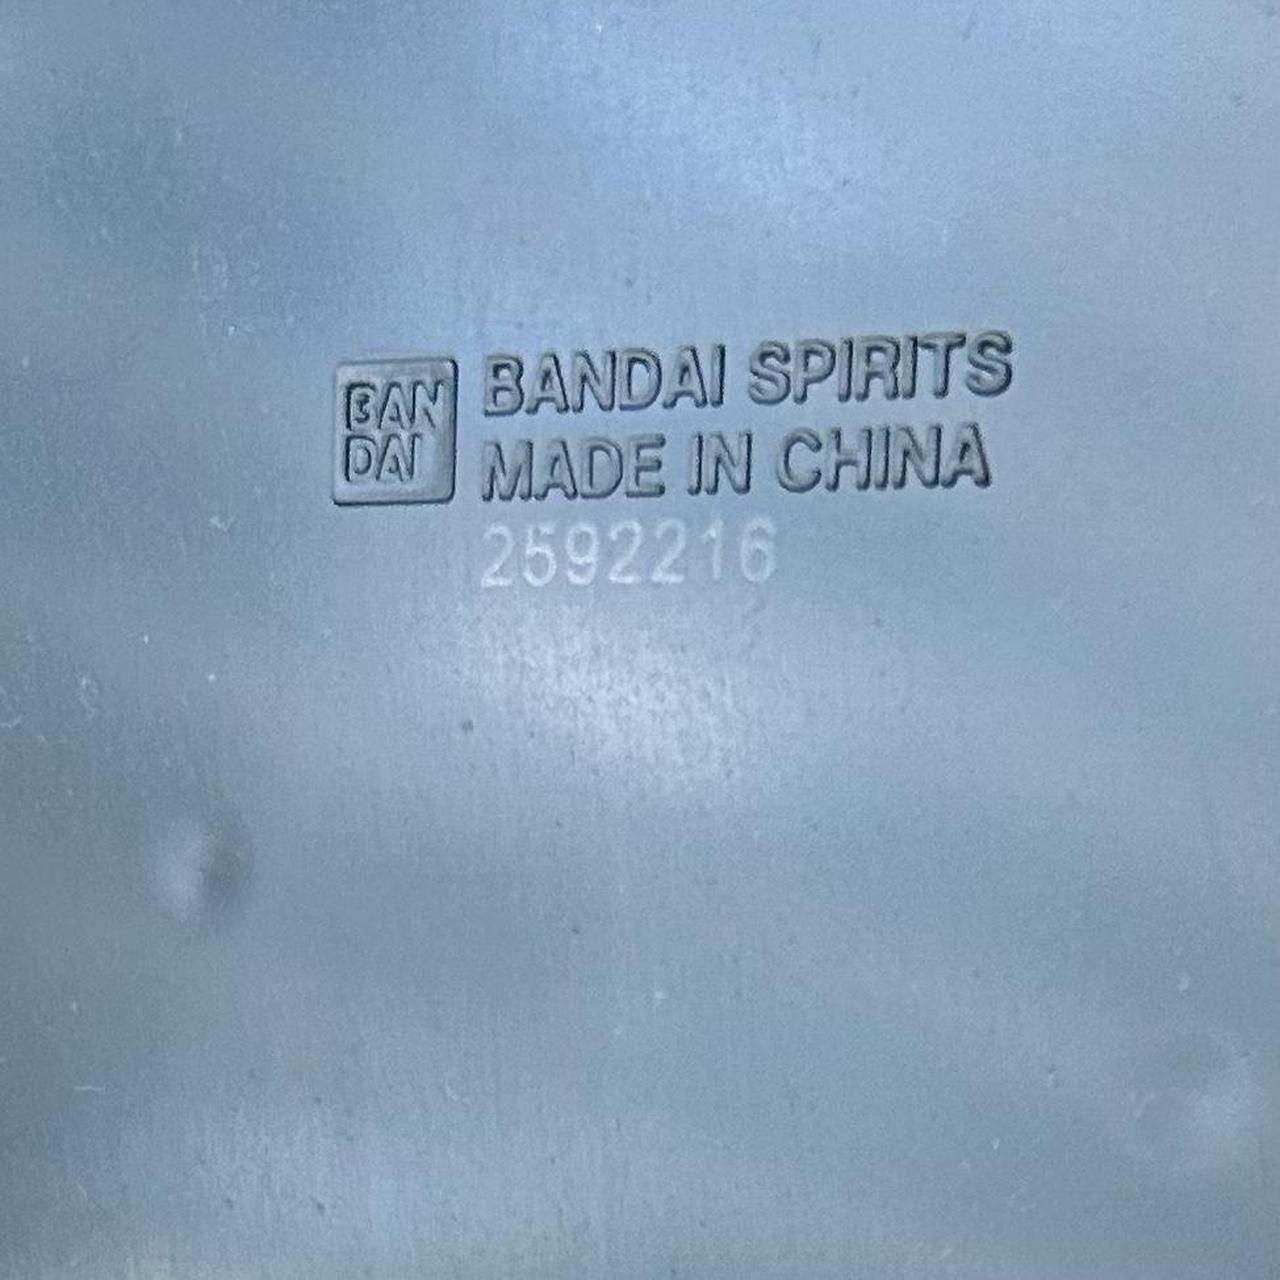 BAN
DAI
BANDAI SPIRITS
MADE IN CHINA
2592216